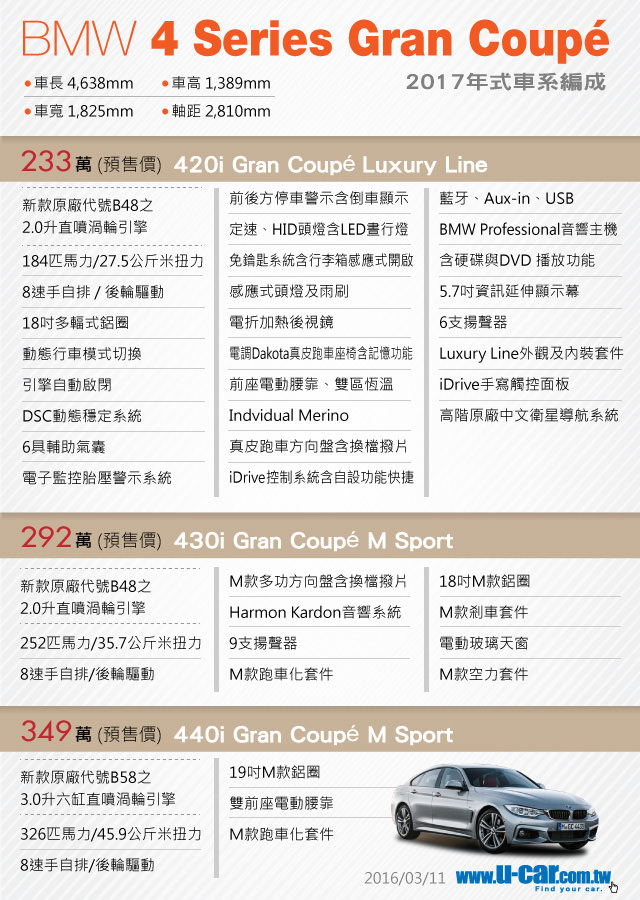 BMW 4 Series Gran Coupé
2017年式車系編成
車長 4,638mm
車高 1,389mm
車寬 1,825mm
軸距 2,810mm
233萬 (預售價) 420i Gran Coupé Luxury Line
新款原廠代號B48之
2.0升直噴渦輪引擎
184匹馬力/27.5公斤米扭力
8速手自排 / 後輪驅動
18吋多輻式鋁圈
動態行車模式切換
引擎自動啟閉
DSC動態穩定系統
6具輔助氣囊
電子監控胎壓警示系統
前後方停車警示含倒車顯示
定速、HID頭燈含LED晝行燈
免鑰匙系統含行李箱感應式開啟
感應式頭燈及雨刷
電折加熱後視鏡
電調Dakota真皮跑車座椅含記憶功能
前座電動腰靠、雙區恆溫
Indvidual Merino
真皮跑車方向盤含換檔撥片
iDrive控制系統含自設功能快捷
藍牙、Aux-in、USB
BMW Professional音響主機
含硬碟與DVD 播放功能
5.7吋資訊延伸顯示幕
6支揚聲器
Luxury Line外觀及內裝套件
iDrive手寫觸控面板
高階原廠中文衛星導航系統
292萬 (預售價) 430i Gran Coupé M Sport
新款原廠代號B48之
2.0升直噴渦輪引擎
252匹馬力/35.7公斤米扭力
8速手自排/後輪驅動
M款多功方向盤含換檔撥片
Harmon Kardon音響系統
9支揚聲器
M款跑車化套件
18吋M款鋁圈
M款剎車套件
電動玻璃天窗
M款空力套件
349萬 (預售價) 440i Gran Coupé M Sport
新款原廠代號B58之
3.0升六缸直噴渦輪引擎
326匹馬力/45.9公斤米扭力
8速手自排/後輪驅動
19吋M款鋁圈
雙前座電動腰靠
M款跑車化套件
2016/03/11 www.u-car.com.tw
Find your car.